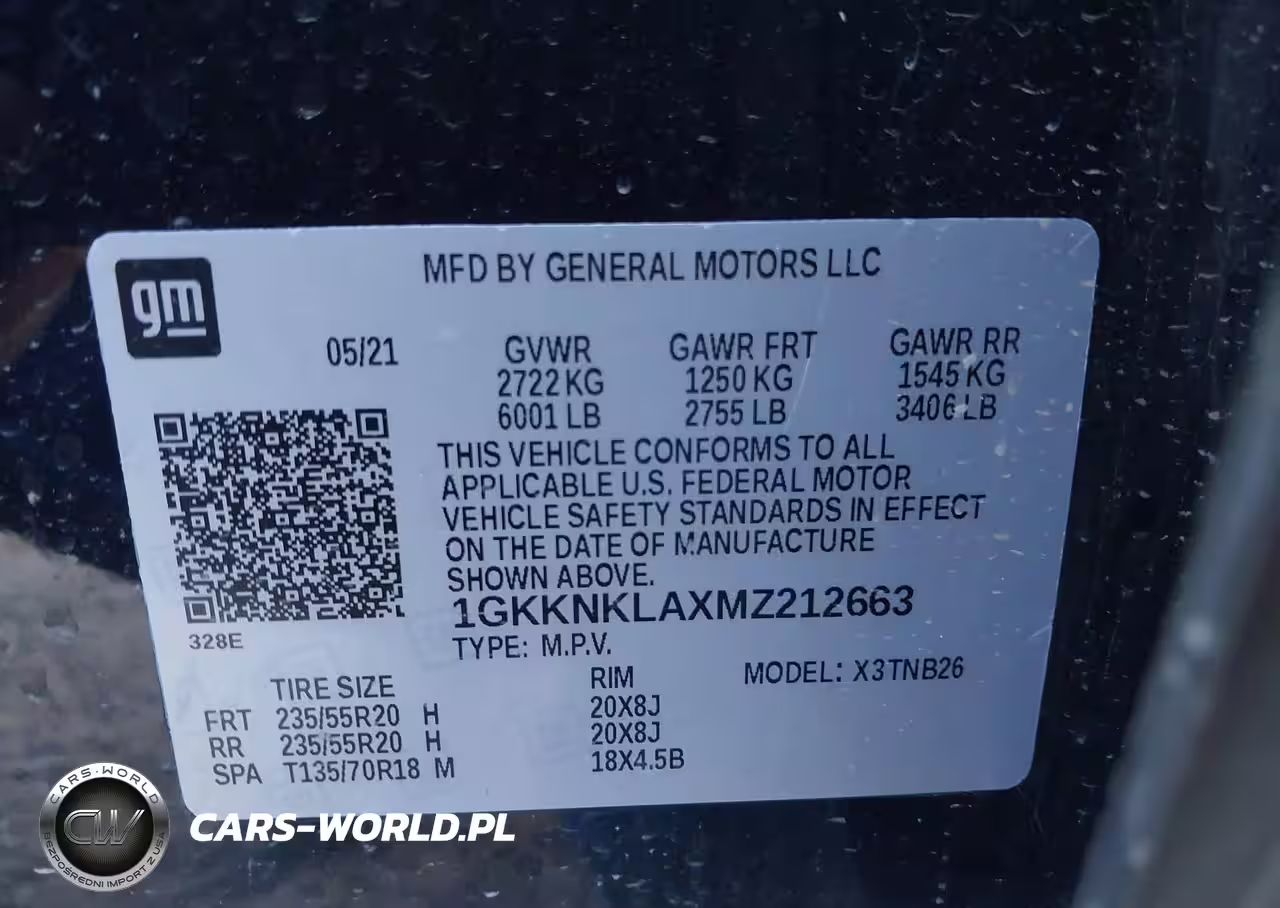 gm
MFD BY GENERAL MOTORS LLC
05/21 GVWR GAWR FRT GAWR RR
2722 KG 1250 KG 1545 KG
6001 LB 2755 LB 3406 LB
THIS VEHICLE CONFORMS TO ALL
APPLICABLE U.S. FEDERAL MOTOR
VEHICLE SAFETY STANDARDS IN EFFECT
ON THE DATE OF MANUFACTURE
SHOWN ABOVE.
1GKKNKLAXMZ212663
328E
TYPE: M.P.V.
MODEL: X3TNB26
TIRE SIZE RIM
FRT 235/55R20 H 20X8J
RR 235/55R20 H 20X8J
SPA T135/70R18 M 18X4.5B
CARS-WORLD
CW
BEZPOŚREDNI IMPORT Z USA
CARS-WORLD.PL